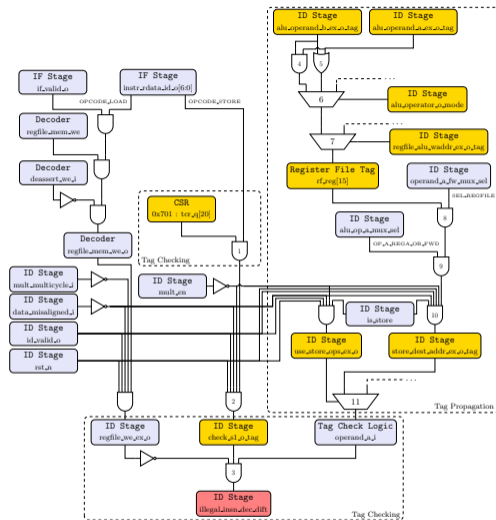 ID Stage
alu_operand_b_ex_o_tag
ID Stage
alu_operand_a_ex_o_tag
4
5
6
ID Stage
alu_operator_o_mode
7
ID Stage
regfile_alu_waddr_ex_o_tag
Register File Tag
rf_reg[15]
ID Stage
operand_a_fw_mux_sel
SEL_REGFILE
8
ID Stage
alu_op_a_mux_sel
OP_A_REGA_OR_FWD
9
IF Stage
if_valid_o
IF Stage
instr_rdata_id_o[6:0]
OPCODE_LOAD
OPCODE_STORE
Decoder
regfile_mem_we
Decoder
deassert_we_i
CSR
0x701 : tcr_q[20]
1
Tag Checking
Decoder
regfile_mem_we_o
ID Stage
mult_multicycle_i
ID Stage
data_misaligned_i
ID Stage
id_valid_o
ID Stage
rst_n
ID Stage
mult_en
ID Stage
is_store
10
ID Stage
use_store_ops_ex_o
ID Stage
store_dest_addr_ex_o_tag
2
11
Tag Propagation
ID Stage
regfile_we_ex_o
ID Stage
check_s1_o_tag
Tag Check Logic
operand_a_i
3
ID Stage
illegal_insn_dec_dift
Tag Checking